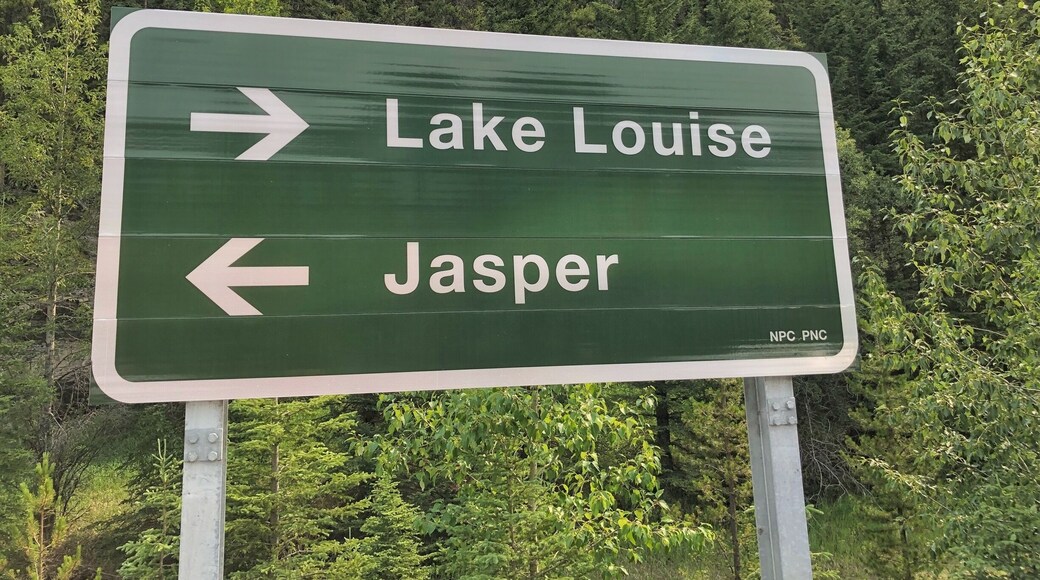 Lake Louise
Jasper
NPC PNC